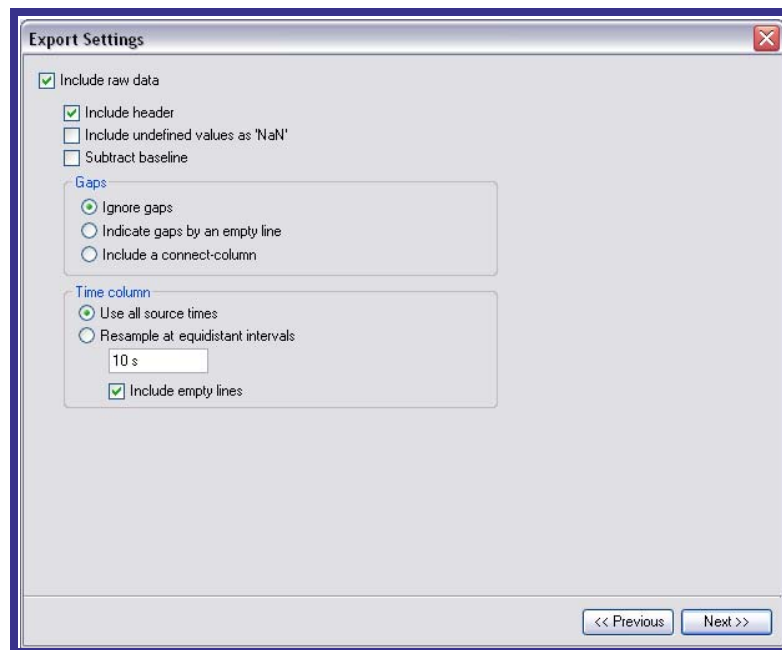 Export Settings
Include raw data
Include header
Include undefined values as 'NaN'
Subtract baseline
Gaps
Ignore gaps
Indicate gaps by an empty line
Include a connect-column
Time column
Use all source times
Resample at equidistant intervals
10 s
Include empty lines
<< Previous
Next >>